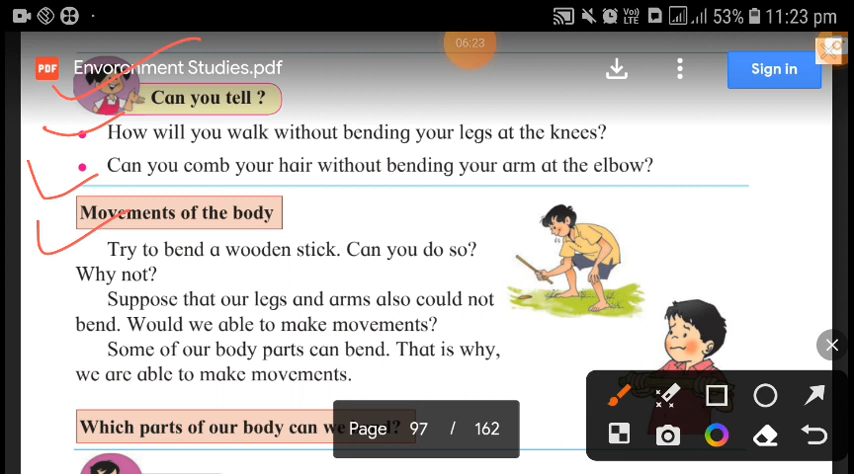 53% 11:23 pm
Vo)) LTE
06:23
PDF Envoronment Studies.pdf
Sign in
Can you tell ?
• How will you walk without bending your legs at the knees?
• Can you comb your hair without bending your arm at the elbow?
Movements of the body
Try to bend a wooden stick. Can you do so?
Why not?
Suppose that our legs and arms also could not
bend. Would we able to make movements?
Some of our body parts can bend. That is why,
we are able to make movements.
Which parts of our body can we
Page 97 / 162